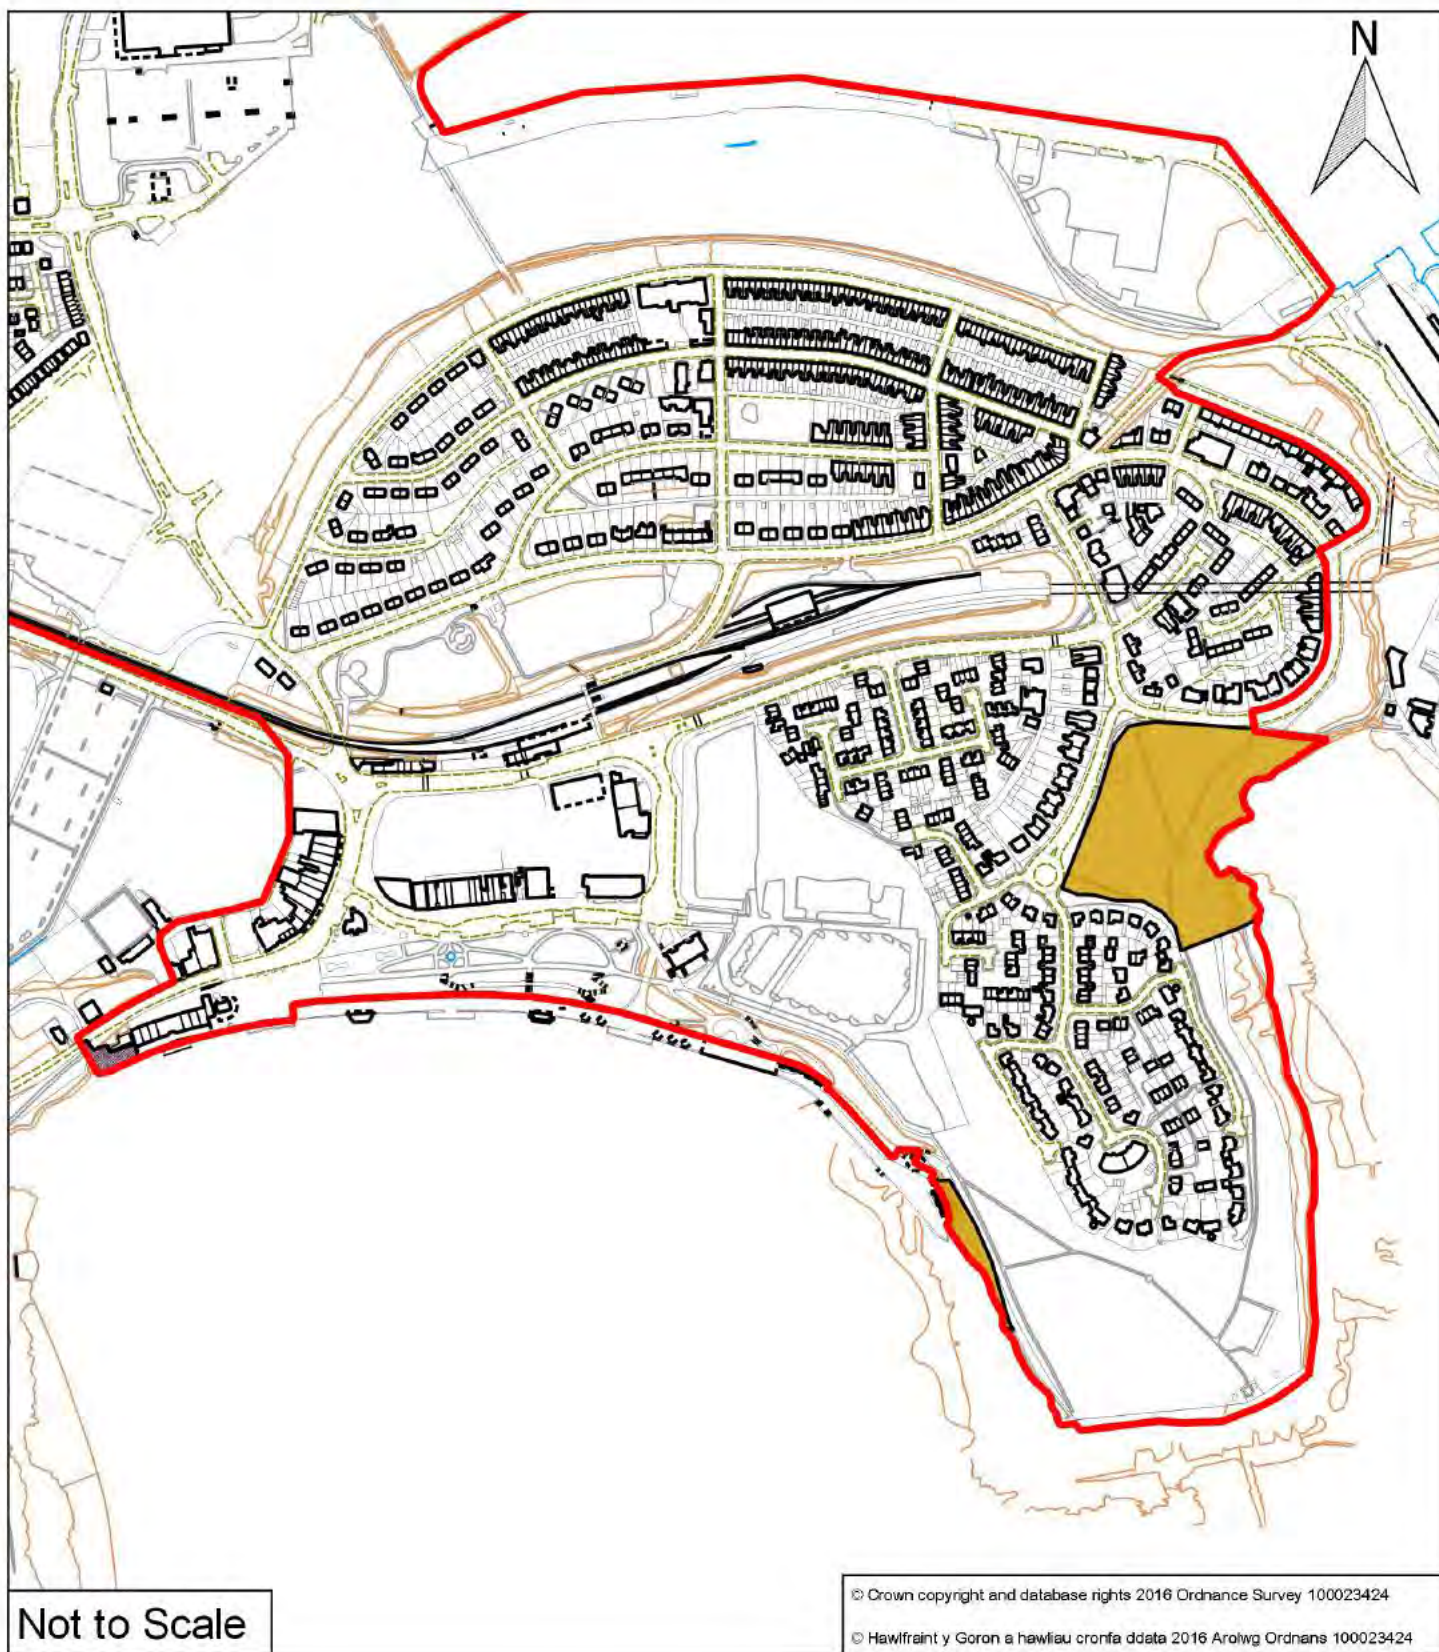 N
Not to Scale
© Crown copyright and database rights 2016 Ordnance Survey 100023424
© Hawlfraint y Goron a hawliau cronfa ddata 2016 Arolwg Ordnans 100023424